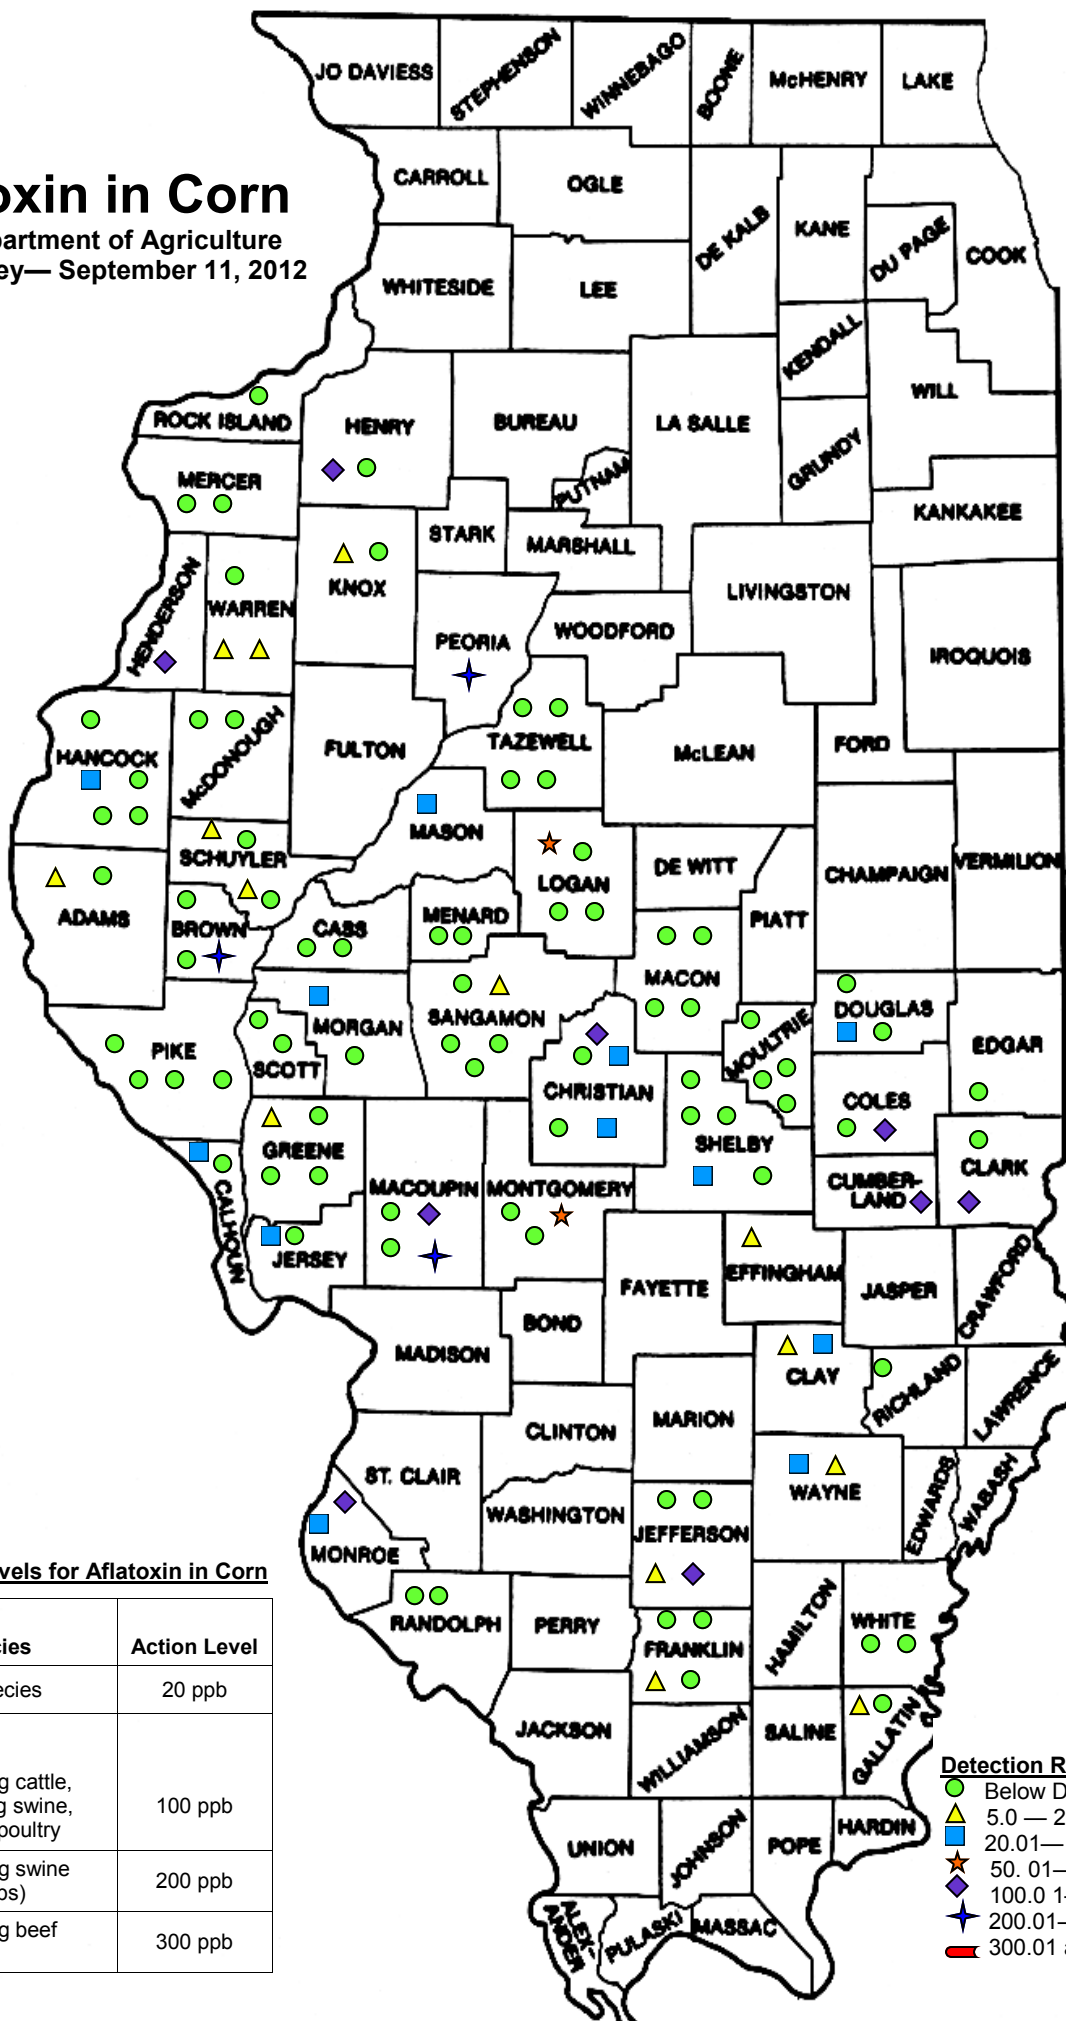 JO DAVIESS
STEPHENSON
WINNEBAGO
BOONE
McHENRY
LAKE
CARROLL
OGLE
oxin in Corn
partment of Agriculture
ey— September 11, 2012
DE KALB
KANE
DU PAGE
COOK
WHITESIDE
LEE
KENDALL
WILL
ROCK ISLAND
HENRY
BUREAU
LA SALLE
GRUNDY
PUTNAM
MERCER
KANKAKEE
STARK
MARSHALL
KNOX
LIVINGSTON
HENDERSON
WARREN
PEORIA
WOODFORD
IROQUOIS
HANCOCK
McDONOUGH
FULTON
TAZEWELL
McLEAN
FORD
MASON
SCHUYLER
LOGAN
DE WITT
CHAMPAIGN
VERMILION
ADAMS
BROWN
CASS
MENARD
PIATT
MACON
MORGAN
SANGAMON
DOUGLAS
PIKE
SCOTT
CHRISTIAN
MOULTRIE
EDGAR
COLES
GREENE
SHELBY
CLARK
CALHOUN
MACOUPIN
MONTGOMERY
CUMBER-
LAND
JERSEY
FAYETTE
EFFINGHAM
JASPER
CRAWFORD
BOND
MADISON
CLAY
RICHLAND
LAWRENCE
CLINTON
MARION
ST. CLAIR
WAYNE
EDWARDS
WABASH
WASHINGTON
JEFFERSON
MONROE
vels for Aflatoxin in Corn
RANDOLPH
PERRY
FRANKLIN
HAMILTON
WHITE
cies
Action Level
ecies
20 ppb
JACKSON
WILLIAMSON
SALINE
GALLATIN
g cattle,
g swine,
poultry
100 ppb
Detection R
Below D
5.0 — 2
20.01—
50. 01—
100.0 1-
200.01-
300.01 a
UNION
JOHNSON
POPE
HARDIN
g swine
os)
200 ppb
g beef
300 ppb
ALEX-
ANDER
PULASKI
MASSAC